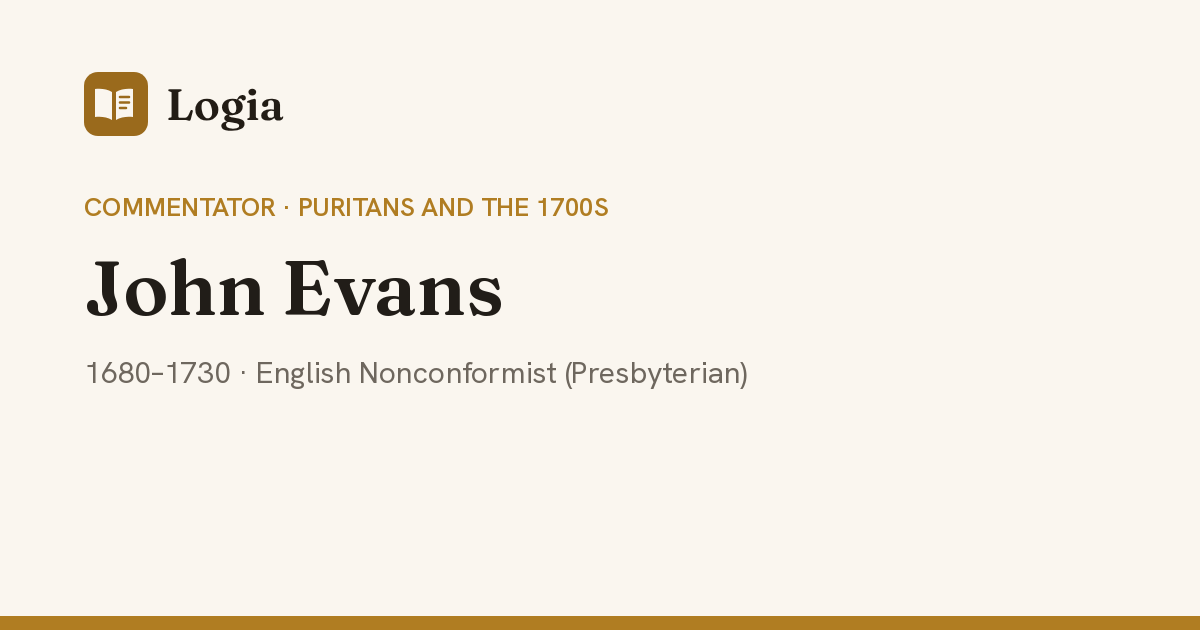 Logia
COMMENTATOR · PURITANS AND THE 1700S
John Evans
1680–1730 · English Nonconformist (Presbyterian)